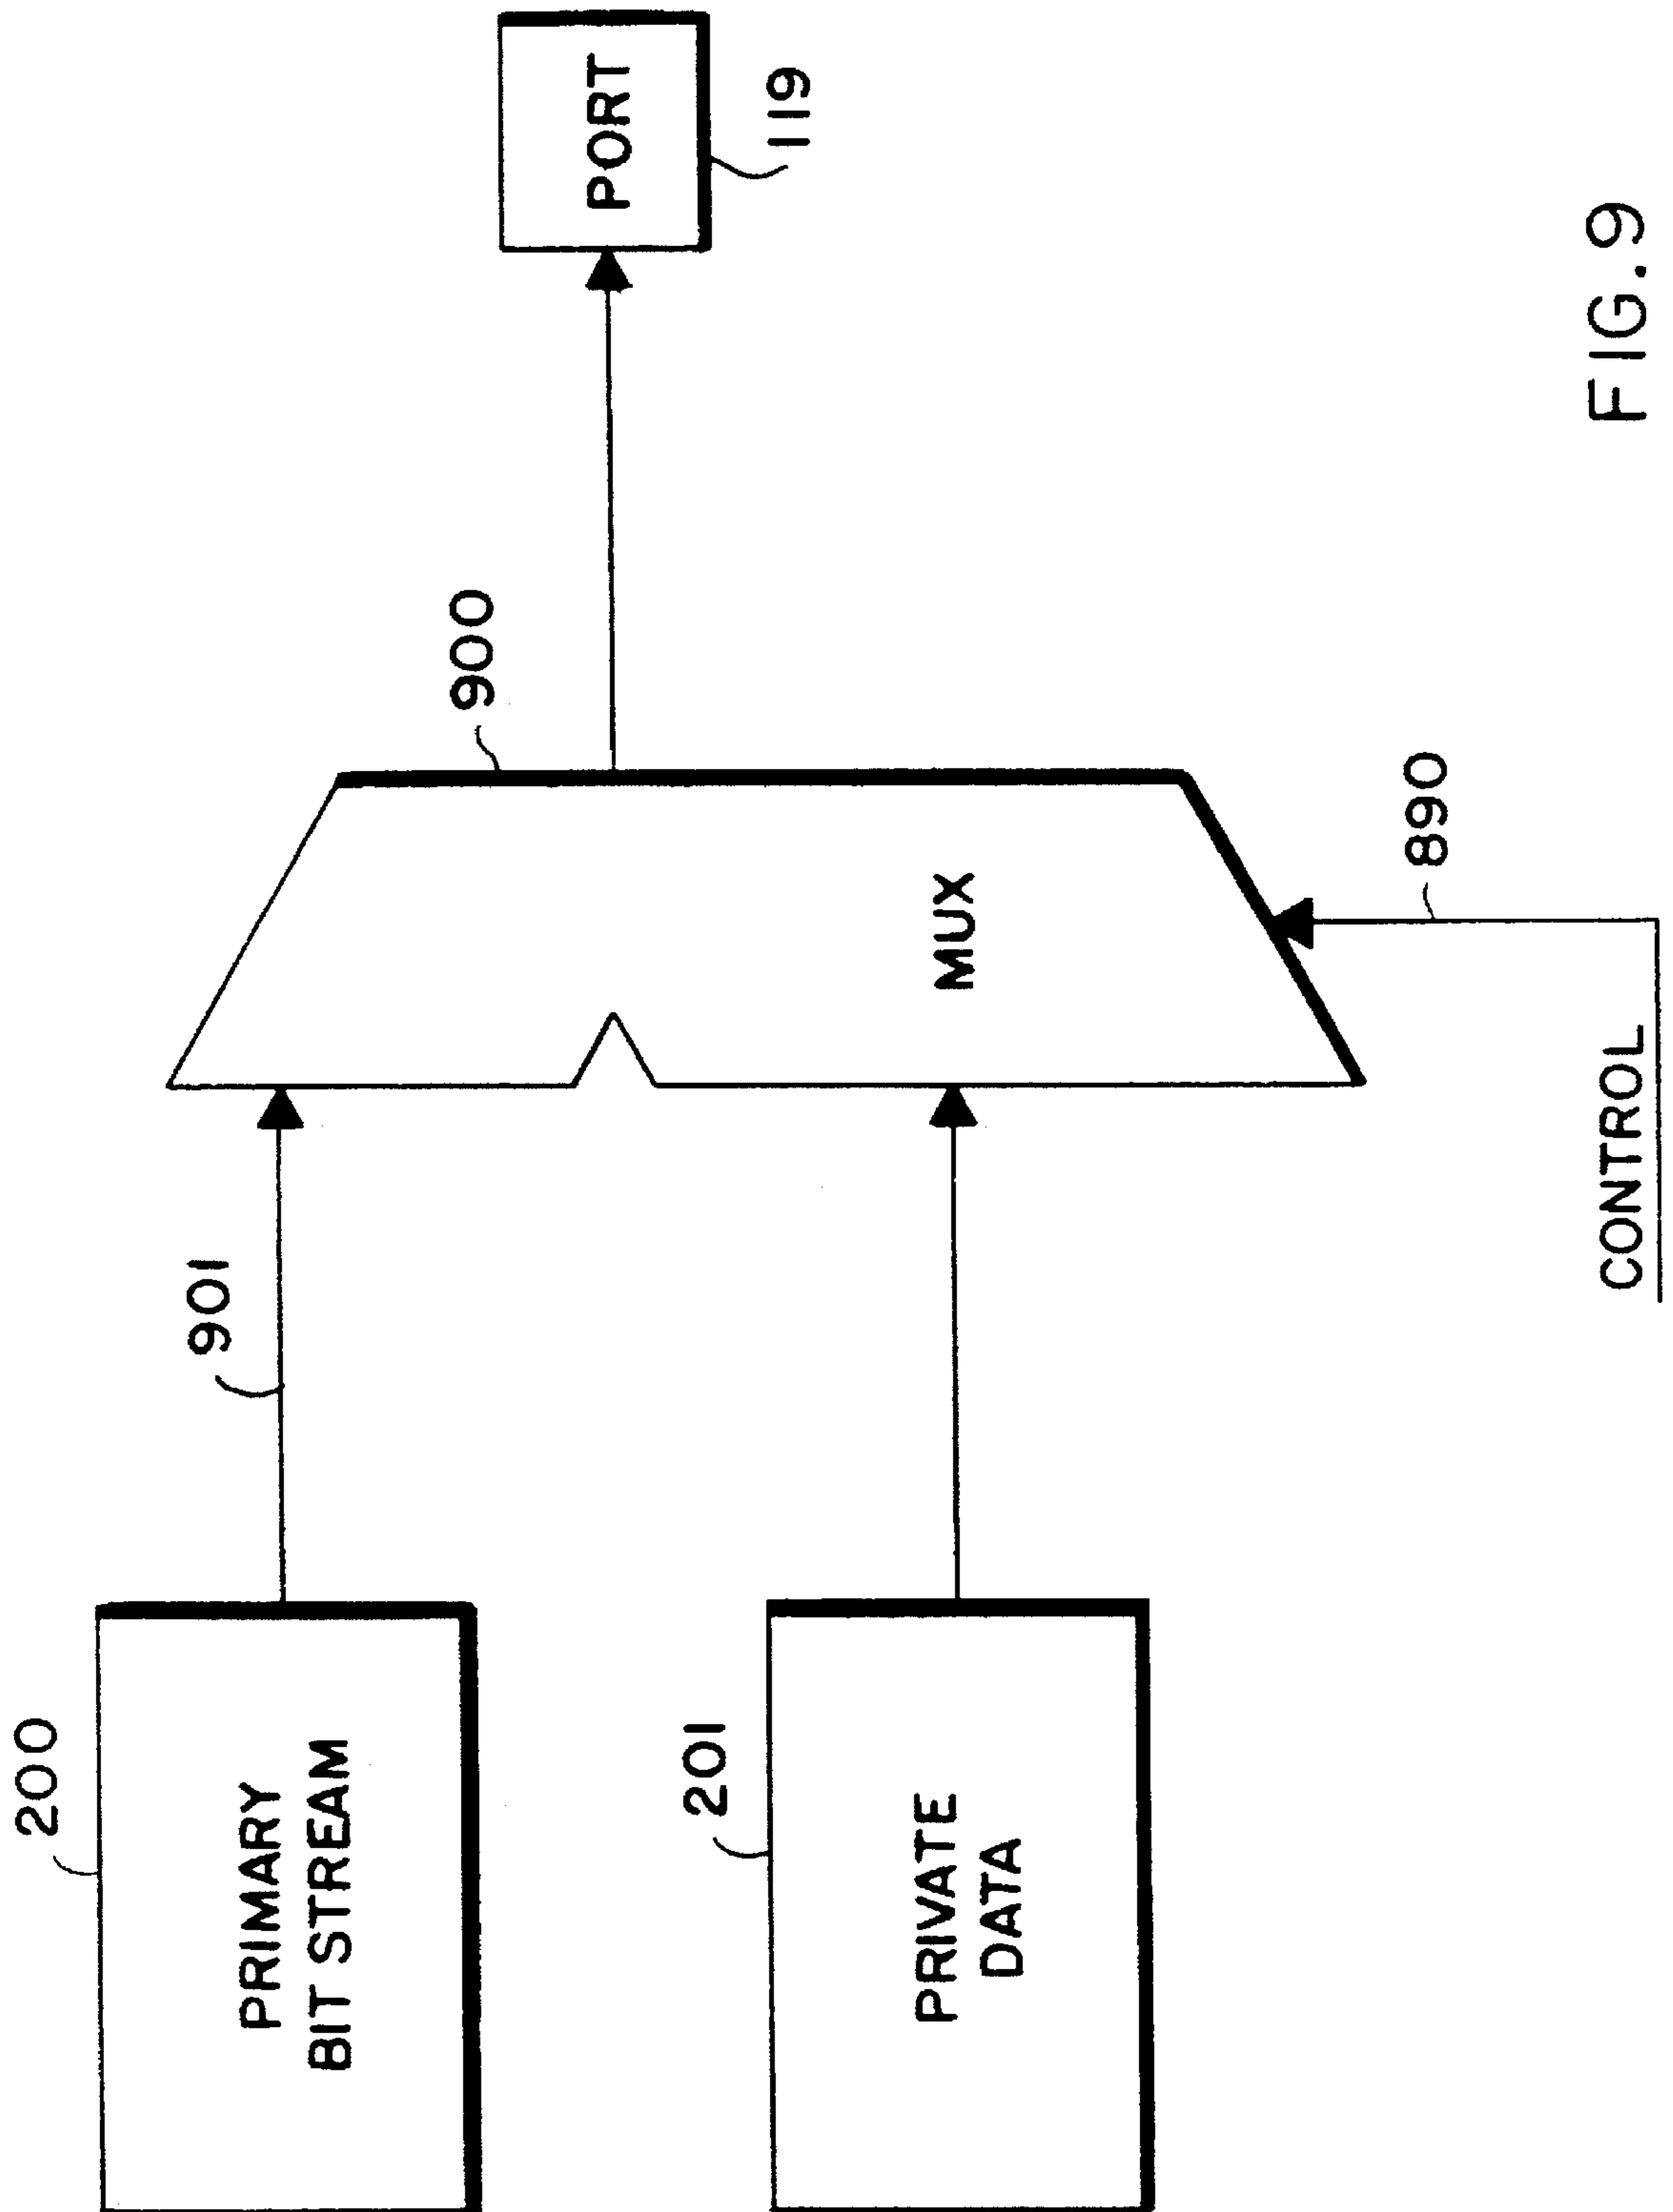 200
PRIMARY
BIT STREAM
901
201
PRIVATE
DATA
MUX
900
CONTROL
890
PORT
119
FIG.9